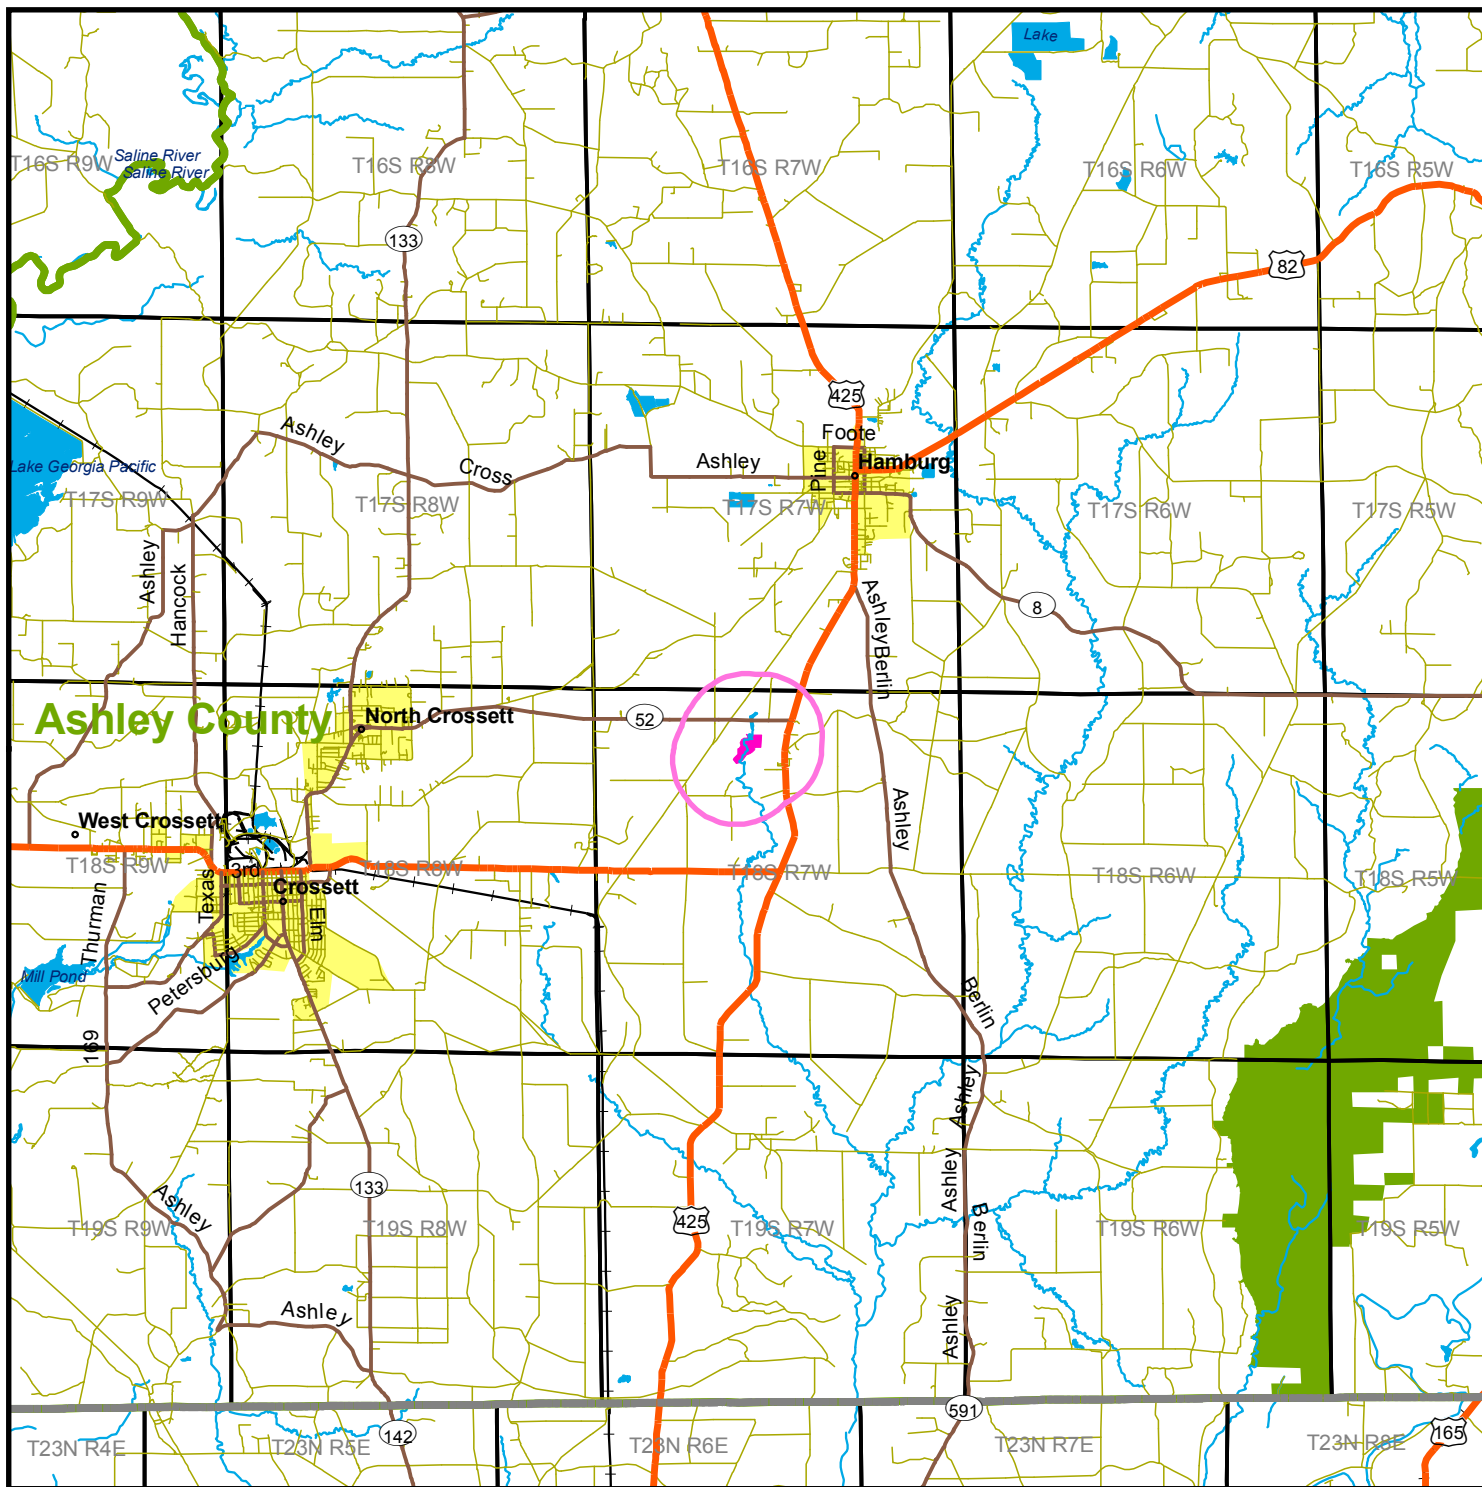 Lake
T16S R9W
Saline River
Saline River
T16S R8W
T16S R7W
T16S R6W
T16S R5W
133
82
425
Foote
Ashley
Cross
Ashley
Pine
Hamburg
Lake Georgia Pacific
T17S R9W
T17S R8W
T17S R7W
T17S R6W
T17S R5W
Ashley
Hancock
AshleyBerlin
8
Ashley County
North Crossett
52
West Crossett
Ashley
T18S R9W
3rd
T18S R8W
T18S R7W
T18S R6W
T18S R5W
Crossett
Texas
Elm
Thurman
Petersburg
Mill Pond
Berlin
169
Ashley
Ashley
133
Ashley
425
T19S R9W
T19S R8W
T19S R7W
Berlin
T19S R6W
T19S R5W
Ashley
Ashley
591
142
165
T23N R4E
T23N R5E
T23N R6E
T23N R7E
T23N R8E